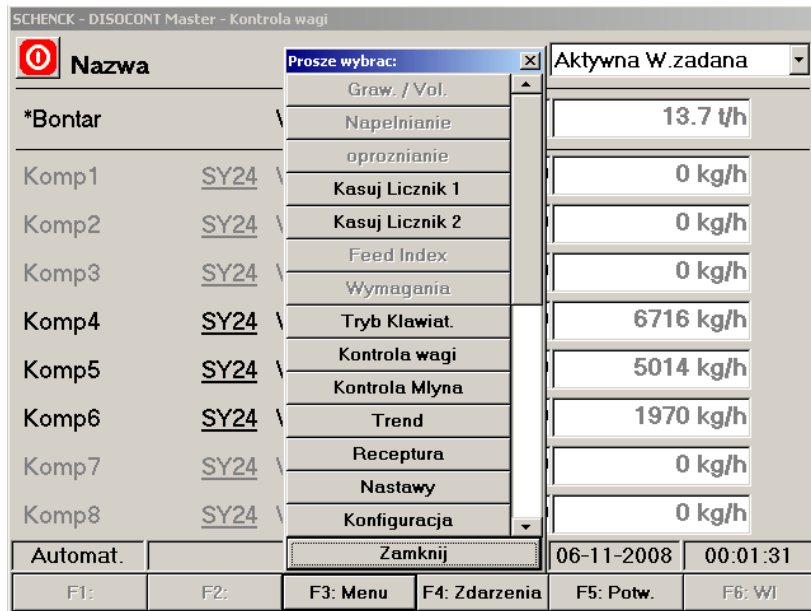 SCHENCK - DISOCONT Master - Kontrola wagi
Nazwa
Prosze wybrac:
Aktywna W.zadana
Graw. / Vol.
*Bontar
Napelnianie
13.7 t/h
oproznianie
Komp1 SY24
Kasuj Licznik 1
0 kg/h
Komp2 SY24
Kasuj Licznik 2
0 kg/h
Feed Index
Komp3 SY24
0 kg/h
Wymagania
Komp4 SY24
Tryb Klawiat.
6716 kg/h
Kontrola wagi
Komp5 SY24
5014 kg/h
Kontrola Mlyna
Komp6 SY24
Trend
1970 kg/h
Receptura
Komp7 SY24
0 kg/h
Nastawy
Komp8 SY24
Konfiguracja
0 kg/h
Automat.
Zamknij
06-11-2008 00:01:31
F1: F2: F3: Menu F4: Zdarzenia F5: Potw. F6: WI